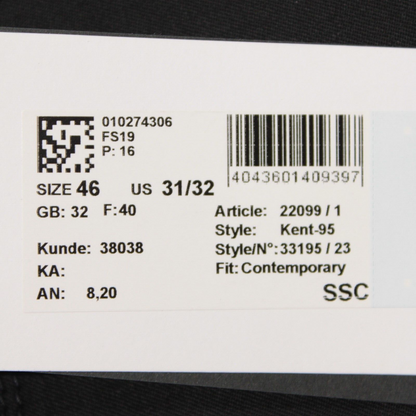 010274306
FS19
P: 16
4043601409397
SIZE 46 US 31/32
GB: 32 F: 40
Article: 22099 / 1
Style: Kent-95
Kunde: 38038
Style/N°: 33195 / 23
KA:
Fit: Contemporary
AN: 8,20
SSC